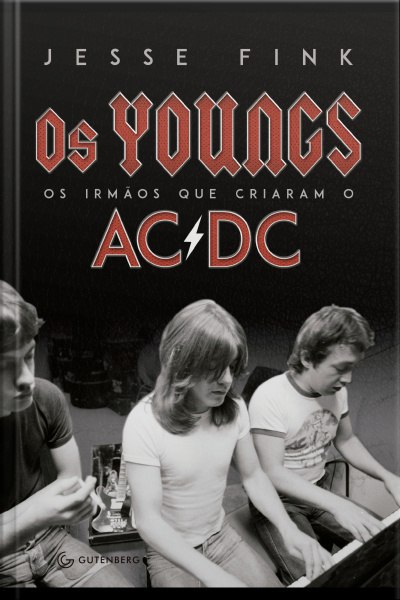 JESSE FINK
Os YOUNGS
OS IRMÃOS QUE CRIARAM O
AC DC
GUTENBERG